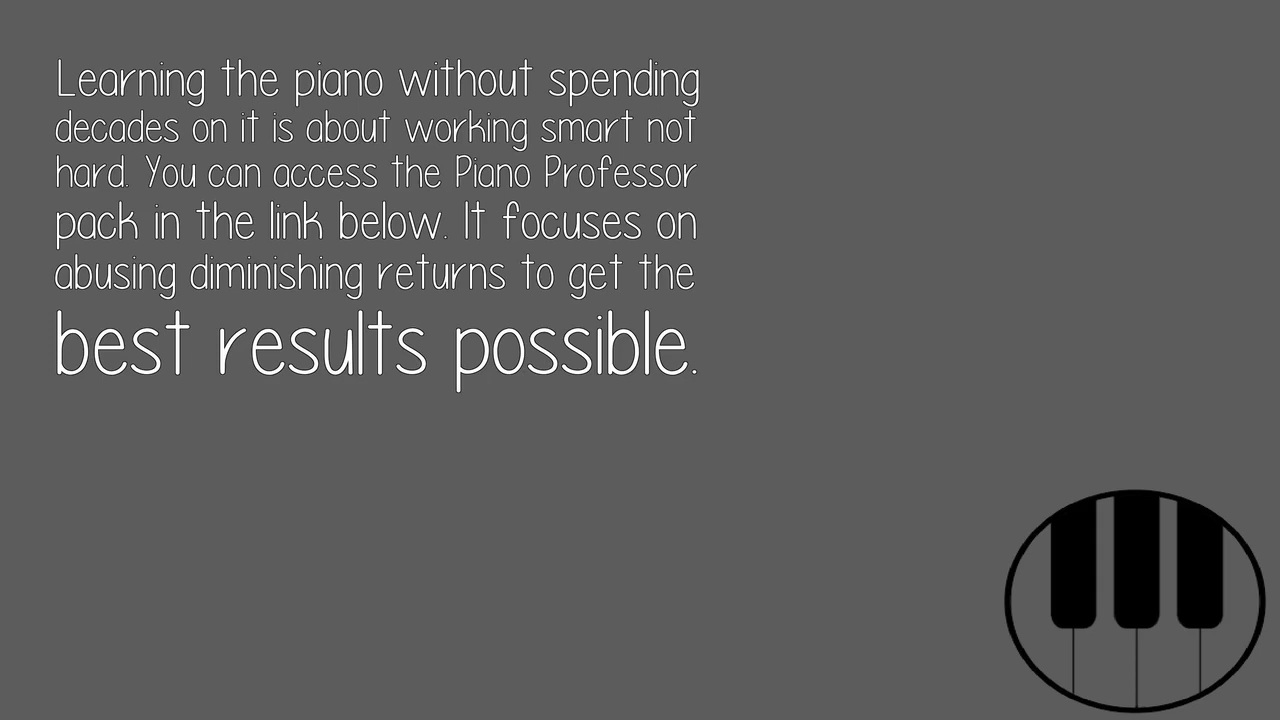 Learning the piano without spending
decades on it is about working smart not
hard. You can access the Piano Professor
pack in the link below. It focuses on
abusing diminishing returns to get the
best results possible.